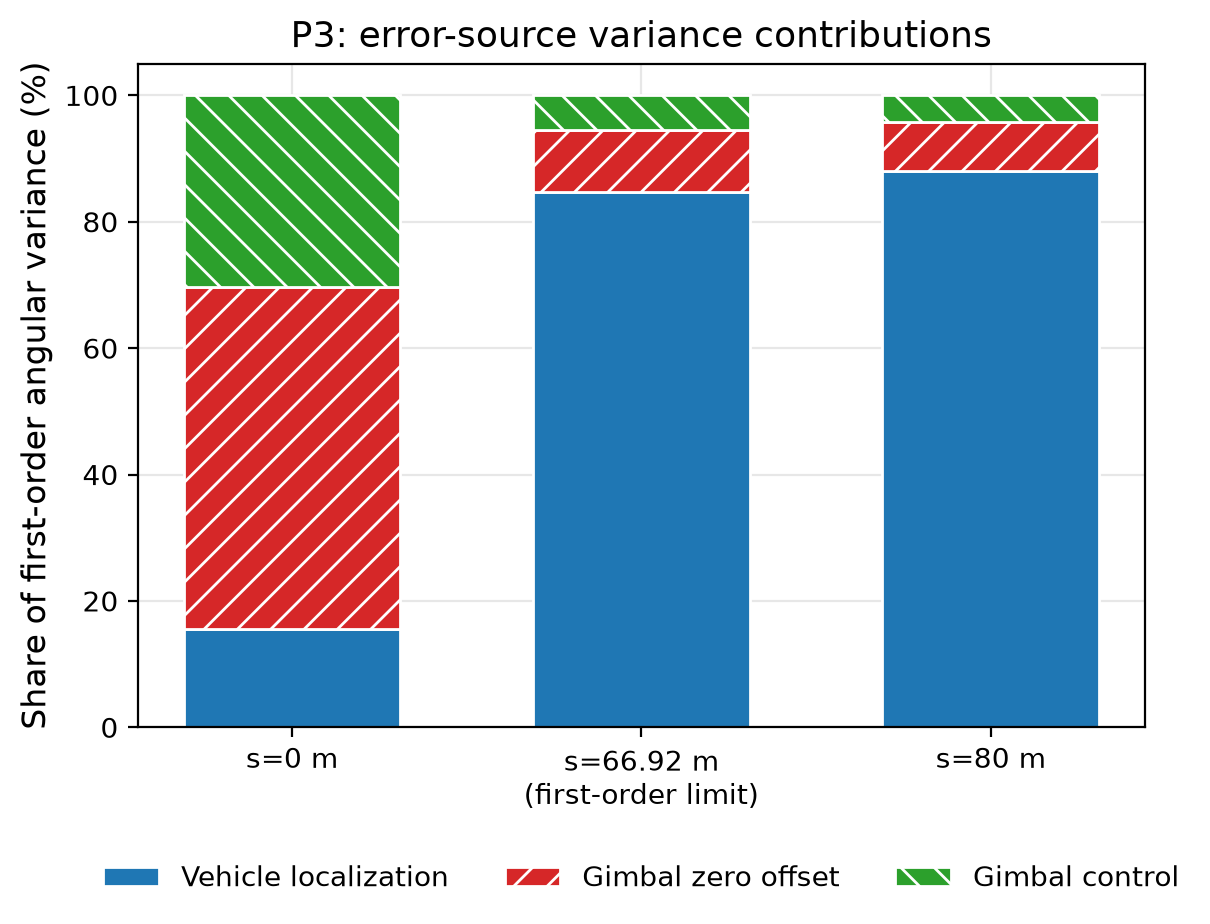 P3: error-source variance contributions
Share of first-order angular variance (%)
100
80
60
40
20
0
s=0 m
s=66.92 m
(first-order limit)
s=80 m
Vehicle localization
Gimbal zero offset
Gimbal control